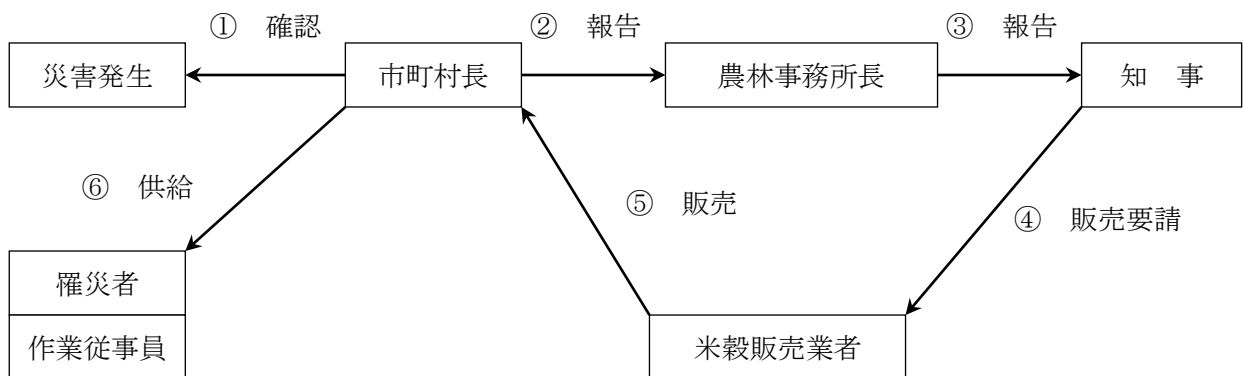 ① 確認
② 報告
③ 報告
災害発生
市町村長
農林事務所長
知 事
⑥ 供給
⑤ 販売
④ 販売要請
罹災者
作業従事員
米穀販売業者